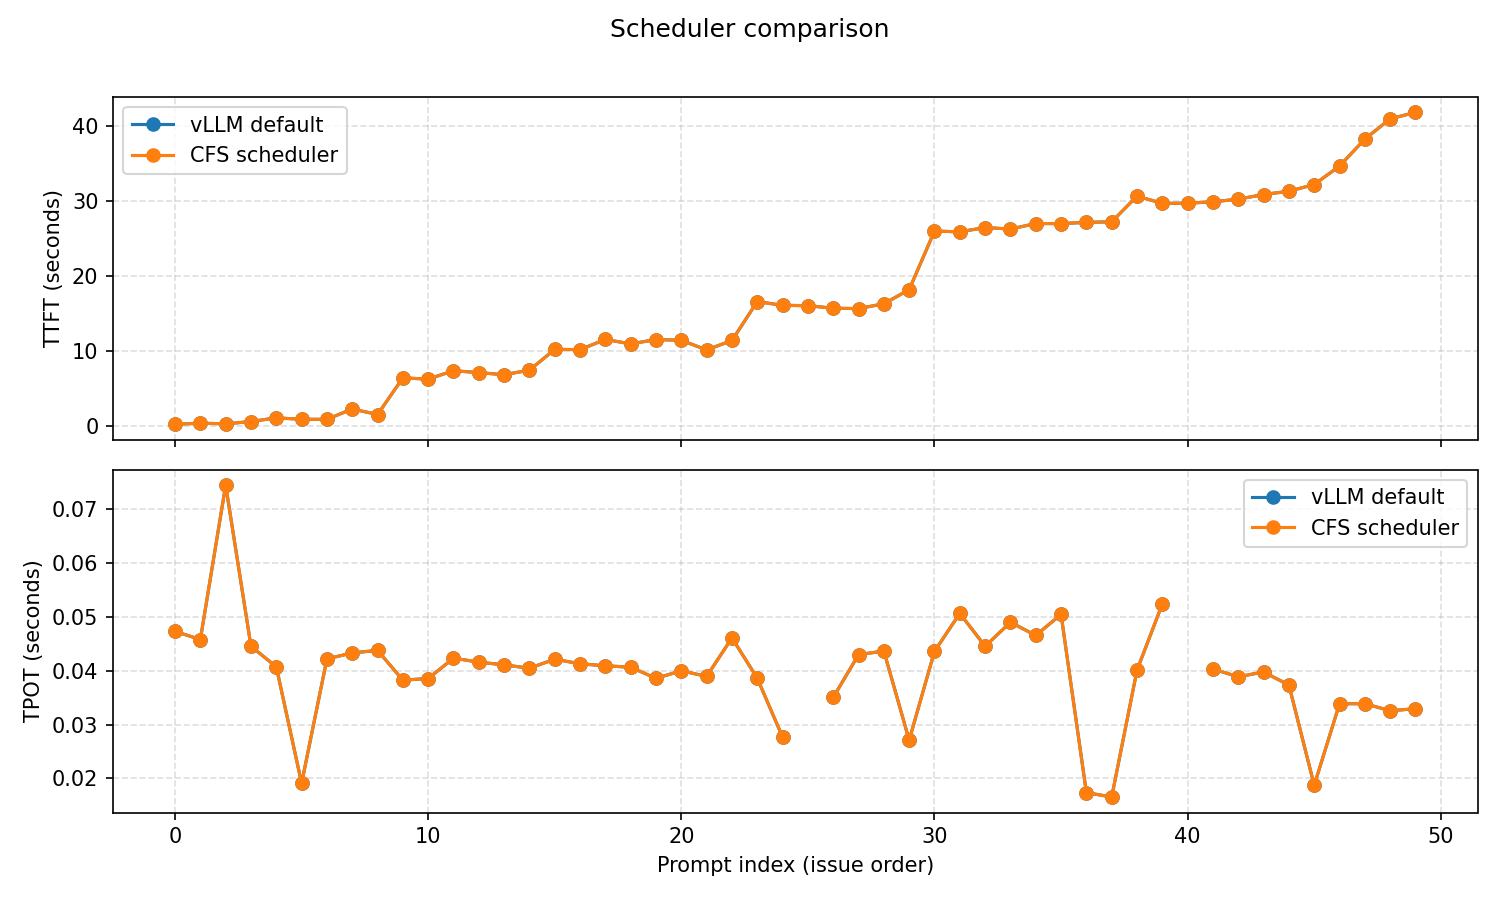 Scheduler comparison
vLLM default
CFS scheduler
TTFT (seconds)
40
30
20
10
0
vLLM default
CFS scheduler
TPOT (seconds)
0.07
0.06
0.05
0.04
0.03
0.02
0 10 20 30 40 50
Prompt index (issue order)